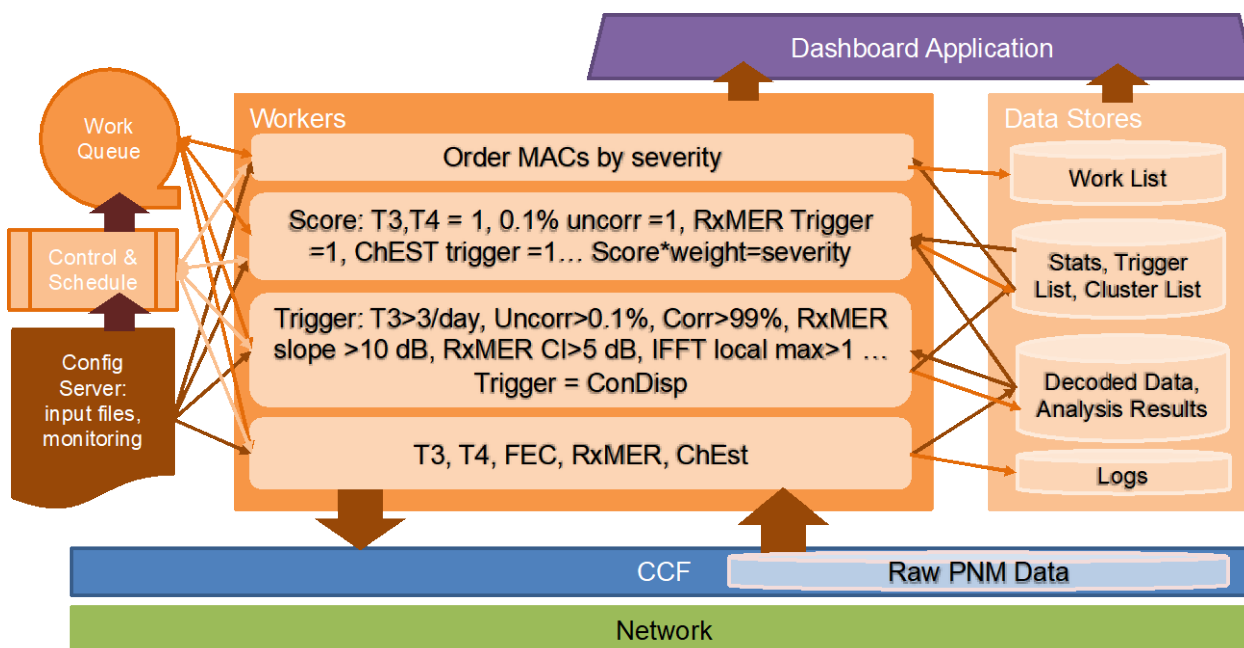 Dashboard Application
Work
Queue
Control &
Schedule
Config
Server:
input files,
monitoring
Workers
Order MACs by severity
Score: T3,T4 = 1, 0.1% uncorr =1, RxMER Trigger
=1, ChEST trigger =1… Score*weight=severity
Trigger: T3>3/day, Uncorr>0.1%, Corr>99%, RxMER
slope >10 dB, RxMER CI>5 dB, IFFT local max>1 …
Trigger = ConDisp
T3, T4, FEC, RxMER, ChEst
Data Stores
Work List
Stats, Trigger
List, Cluster List
Decoded Data,
Analysis Results
Logs
CCF
Raw PNM Data
Network